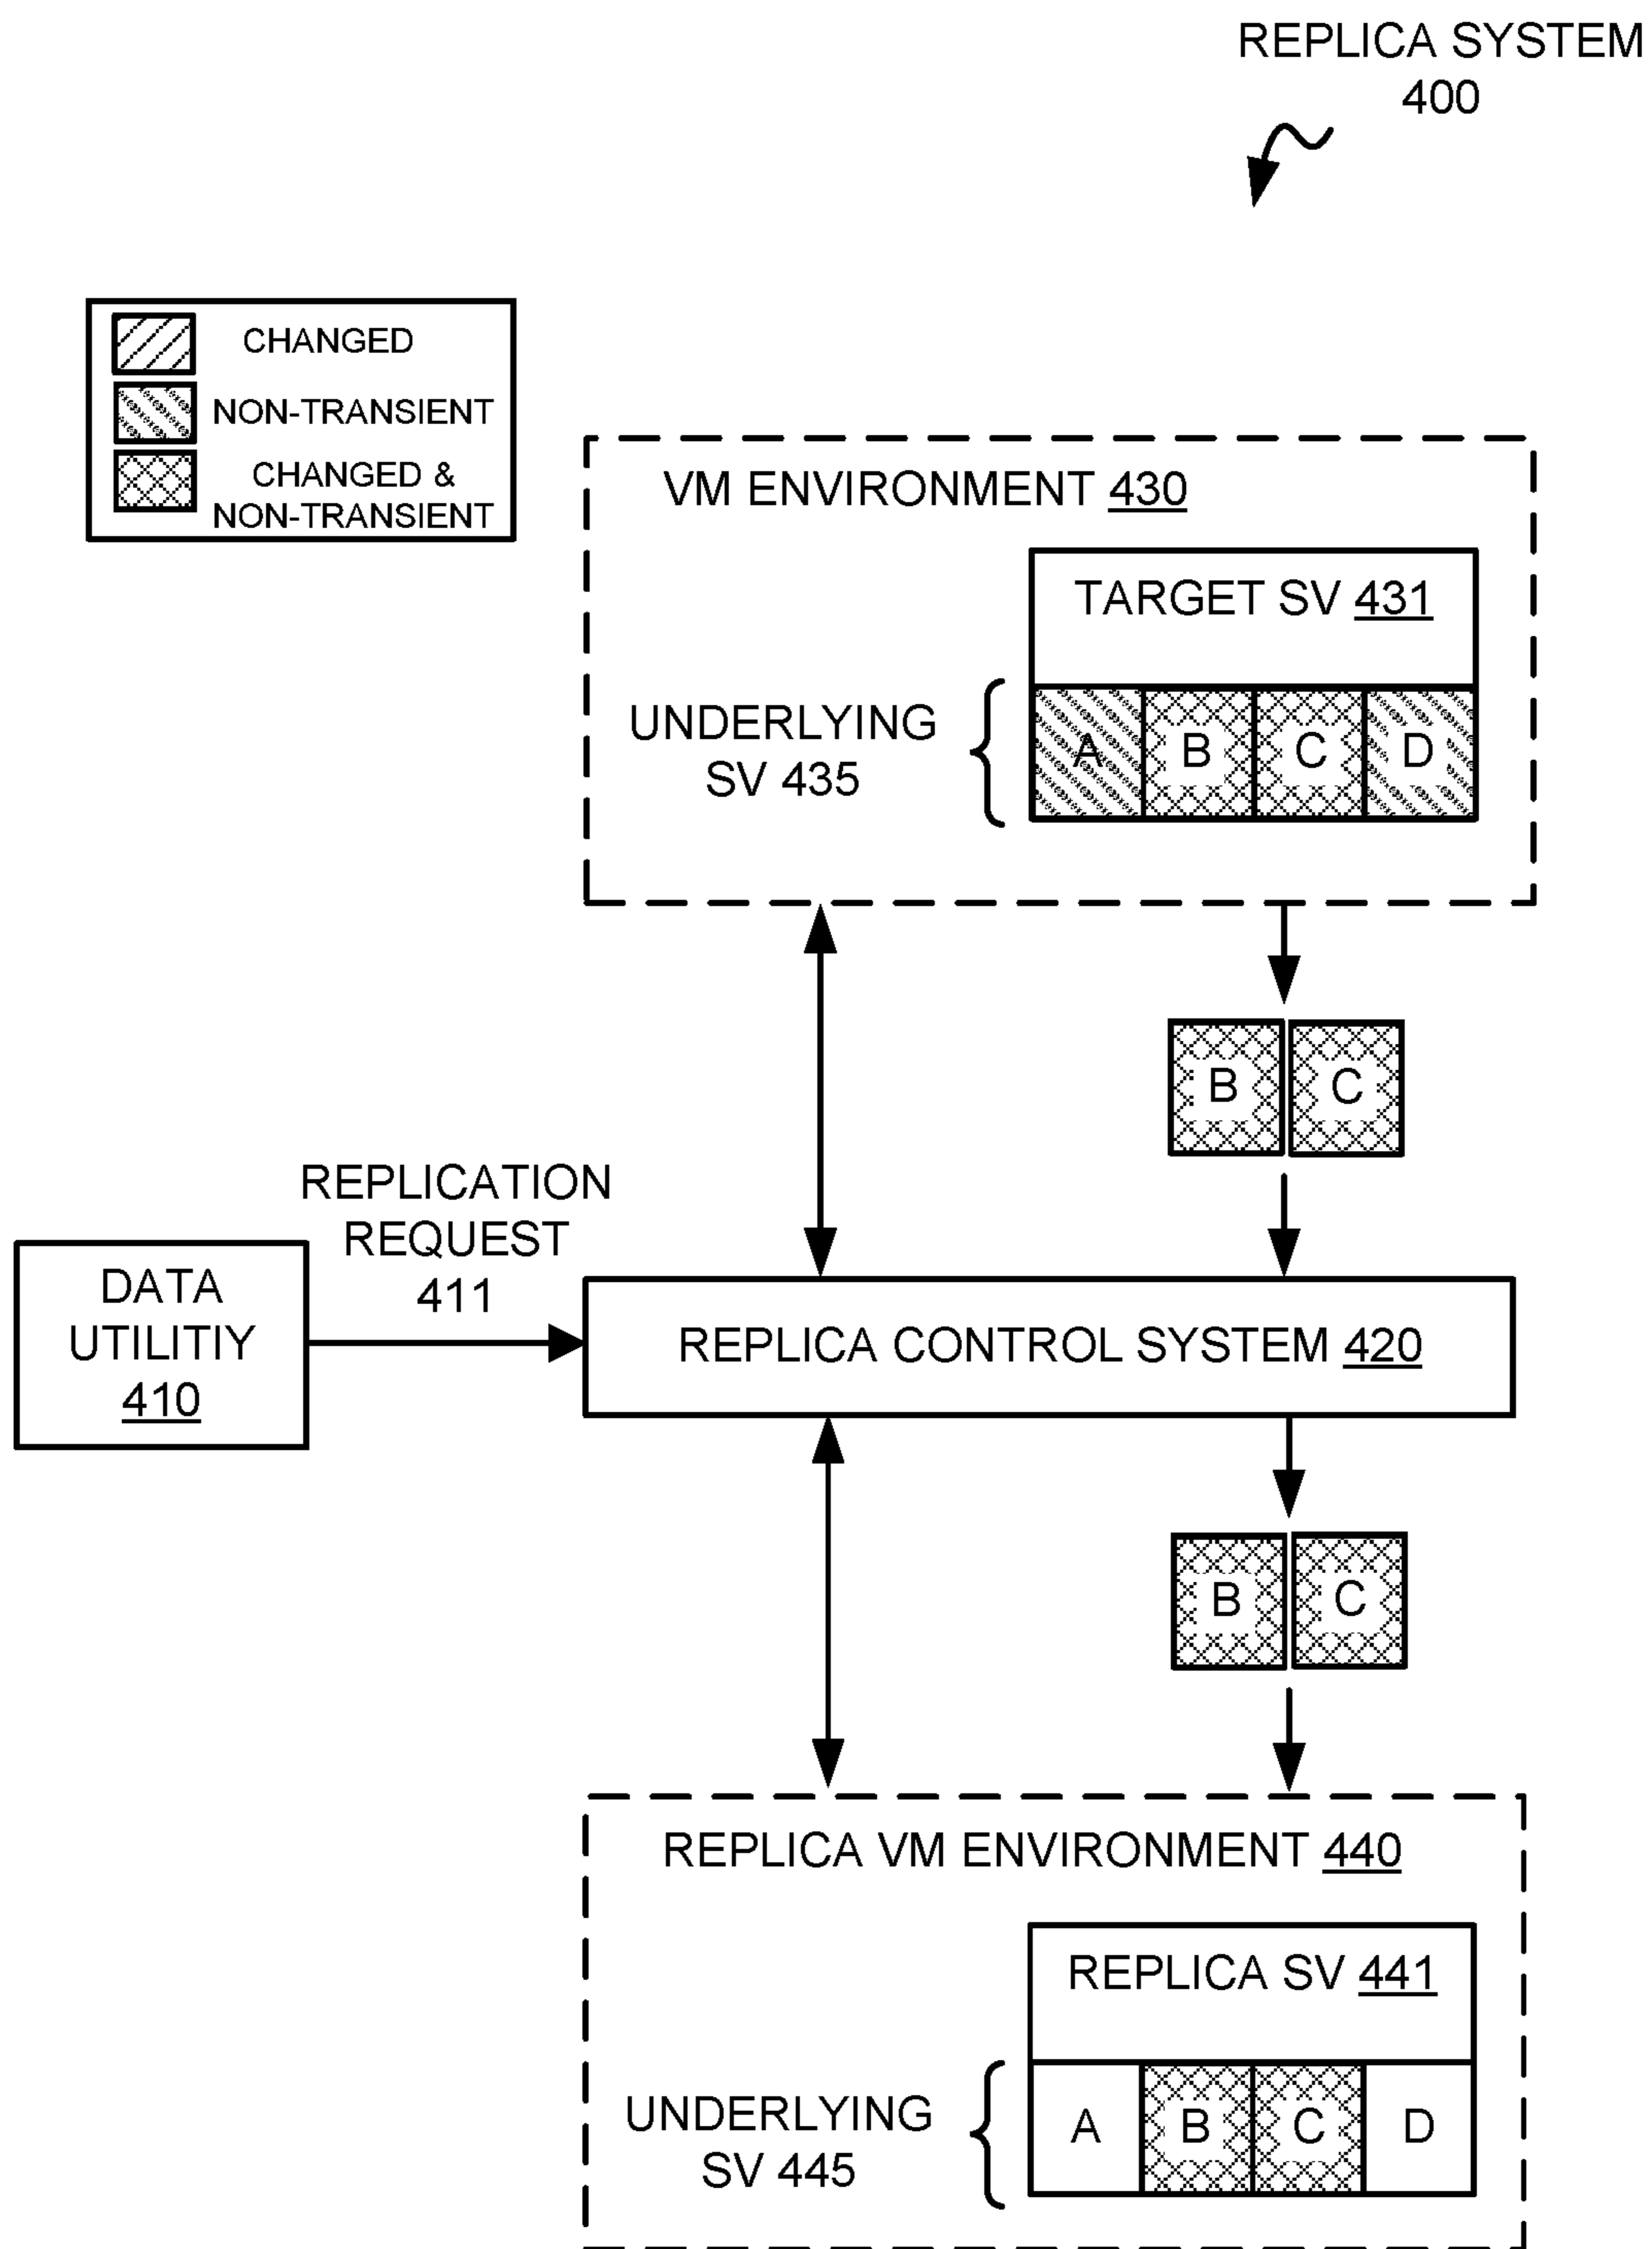 REPLICA SYSTEM
400
CHANGED
NON-TRANSIENT
CHANGED &
NON-TRANSIENT
VM ENVIRONMENT 430
TARGET SV 431
UNDERLYING
SV 435
A B C D
B C
REPLICATION
REQUEST
411
DATA
UTILITIY
410
REPLICA CONTROL SYSTEM 420
B C
REPLICA VM ENVIRONMENT 440
REPLICA SV 441
UNDERLYING
SV 445
A B C D